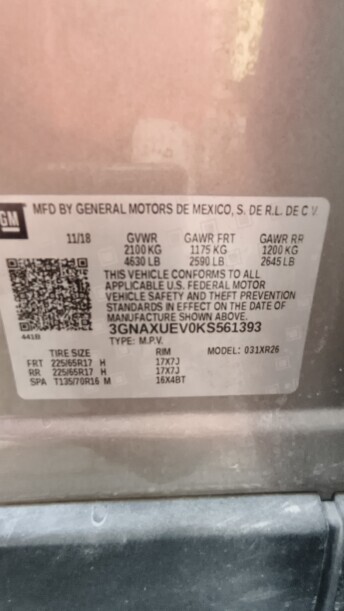 GM
MFD BY GENERAL MOTORS DE MEXICO, S. DE R.L. DE C.V.
11/18 GVWR GAWR FRT GAWR RR
2100 KG 1175 KG 1200 KG
4630 LB 2590 LB 2645 LB
THIS VEHICLE CONFORMS TO ALL
APPLICABLE U.S. FEDERAL MOTOR
VEHICLE SAFETY AND THEFT PREVENTION
STANDARDS IN EFFECT ON THE DATE OF
MANUFACTURE SHOWN ABOVE.
3GNAXUEV0KS561393
441B TYPE: M.P.V. MODEL: 031XR26
TIRE SIZE RIM
FRT 225/65R17 H 17X7J
RR 225/65R17 H 17X7J
SPA T135/70R16 M 16X4BT